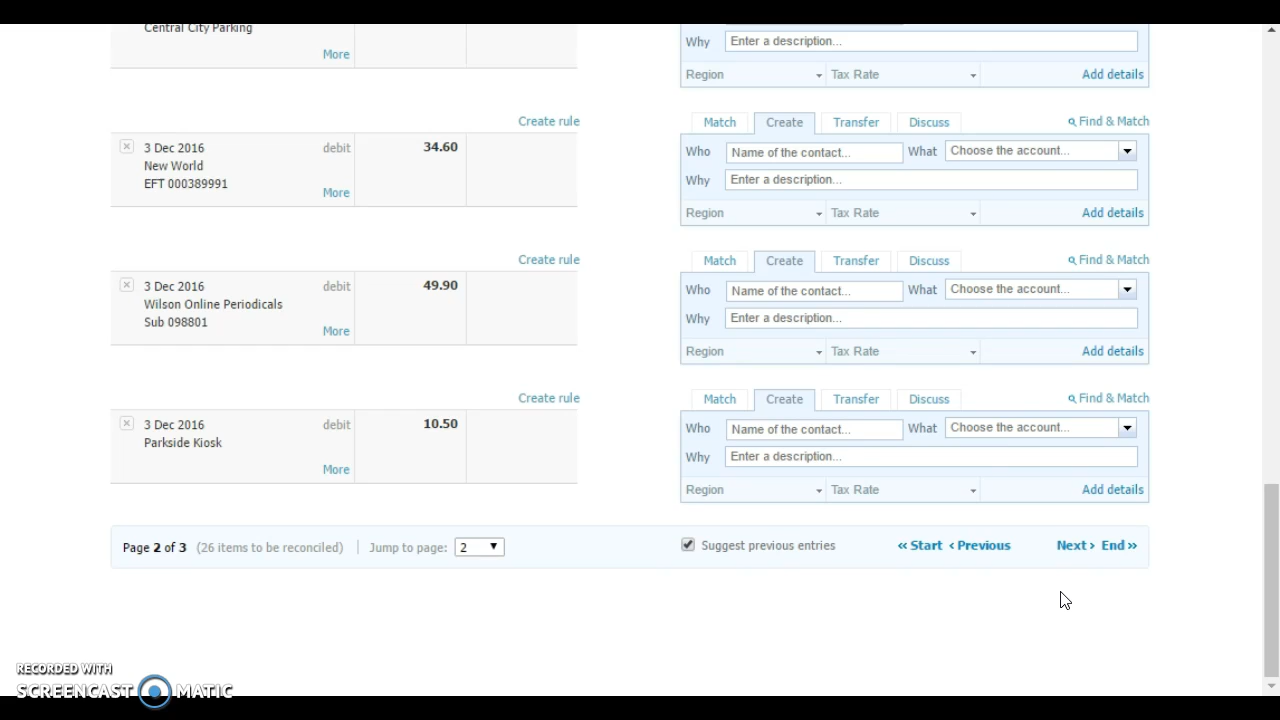 Central City Parking
Why Enter a description...
More
Region Tax Rate Add details
Create rule Match Create Transfer Discuss Find & Match
3 Dec 2016 debit 34.60 Who Name of the contact... What Choose the account...
New World
EFT 000389991 Why Enter a description...
More
Region Tax Rate Add details
Create rule Match Create Transfer Discuss Find & Match
3 Dec 2016 debit 49.90 Who Name of the contact... What Choose the account...
Wilson Online Periodicals
Sub 098801 Why Enter a description...
More
Region Tax Rate Add details
Create rule Match Create Transfer Discuss Find & Match
3 Dec 2016 debit 10.50 Who Name of the contact... What Choose the account...
Parkside Kiosk
Why Enter a description...
More
Region Tax Rate Add details
Page 2 of 3 (26 items to be reconciled) Jump to page: 2 Suggest previous entries « Start ‹ Previous Next › End »
RECORDED WITH
SCREENCAST MATIC